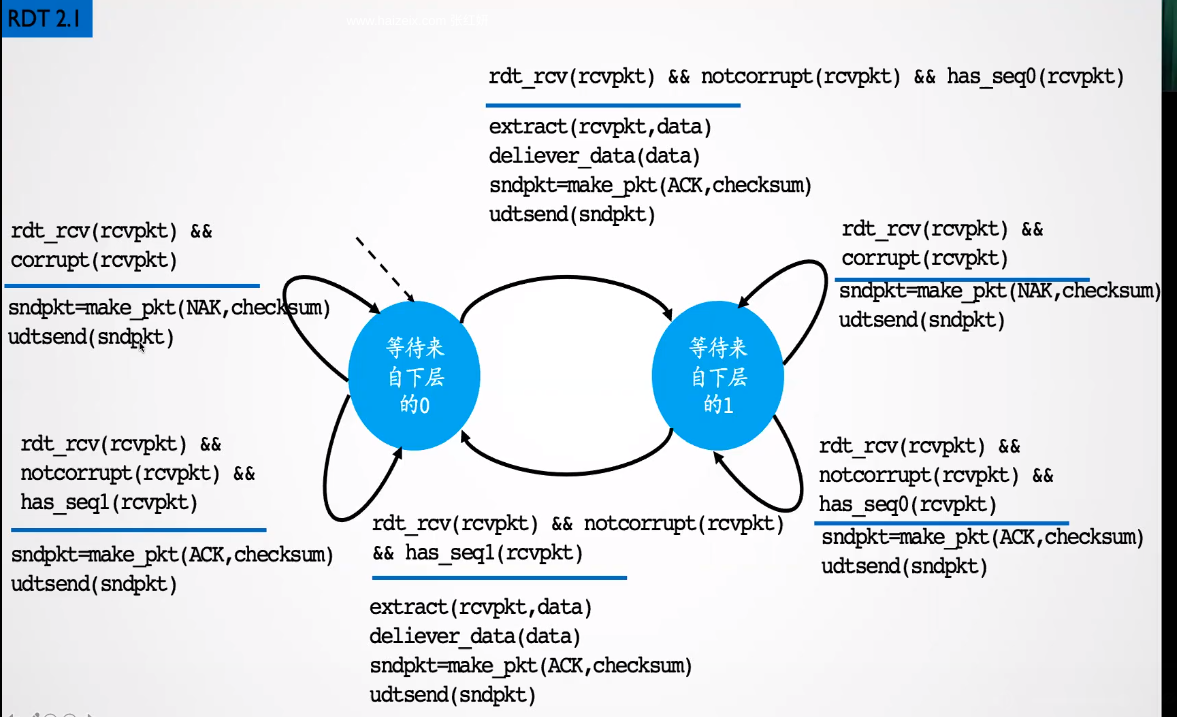 RDT 2.1
rdt_rcv(rcvpkt) && notcorrupt(rcvpkt) && has_seq0(rcvpkt)
extract(rcvpkt,data)
deliever_data(data)
sndpkt=make_pkt(ACK,checksum)
udtsend(sndpkt)
rdt_rcv(rcvpkt) &&
corrupt(rcvpkt)
sndpkt=make_pkt(NAK,checksum)
udtsend(sndpkt)
rdt_rcv(rcvpkt) &&
corrupt(rcvpkt)
sndpkt=make_pkt(NAK,checksum)
udtsend(sndpkt)
等待来
自下层
的0
等待来
自下层
的1
rdt_rcv(rcvpkt) &&
notcorrupt(rcvpkt) &&
has_seq1(rcvpkt)
sndpkt=make_pkt(ACK,checksum)
udtsend(sndpkt)
rdt_rcv(rcvpkt) && notcorrupt(rcvpkt)
&& has_seq1(rcvpkt)
extract(rcvpkt,data)
deliever_data(data)
sndpkt=make_pkt(ACK,checksum)
udtsend(sndpkt)
rdt_rcv(rcvpkt) &&
notcorrupt(rcvpkt) &&
has_seq0(rcvpkt)
sndpkt=make_pkt(ACK,checksum)
udtsend(sndpkt)